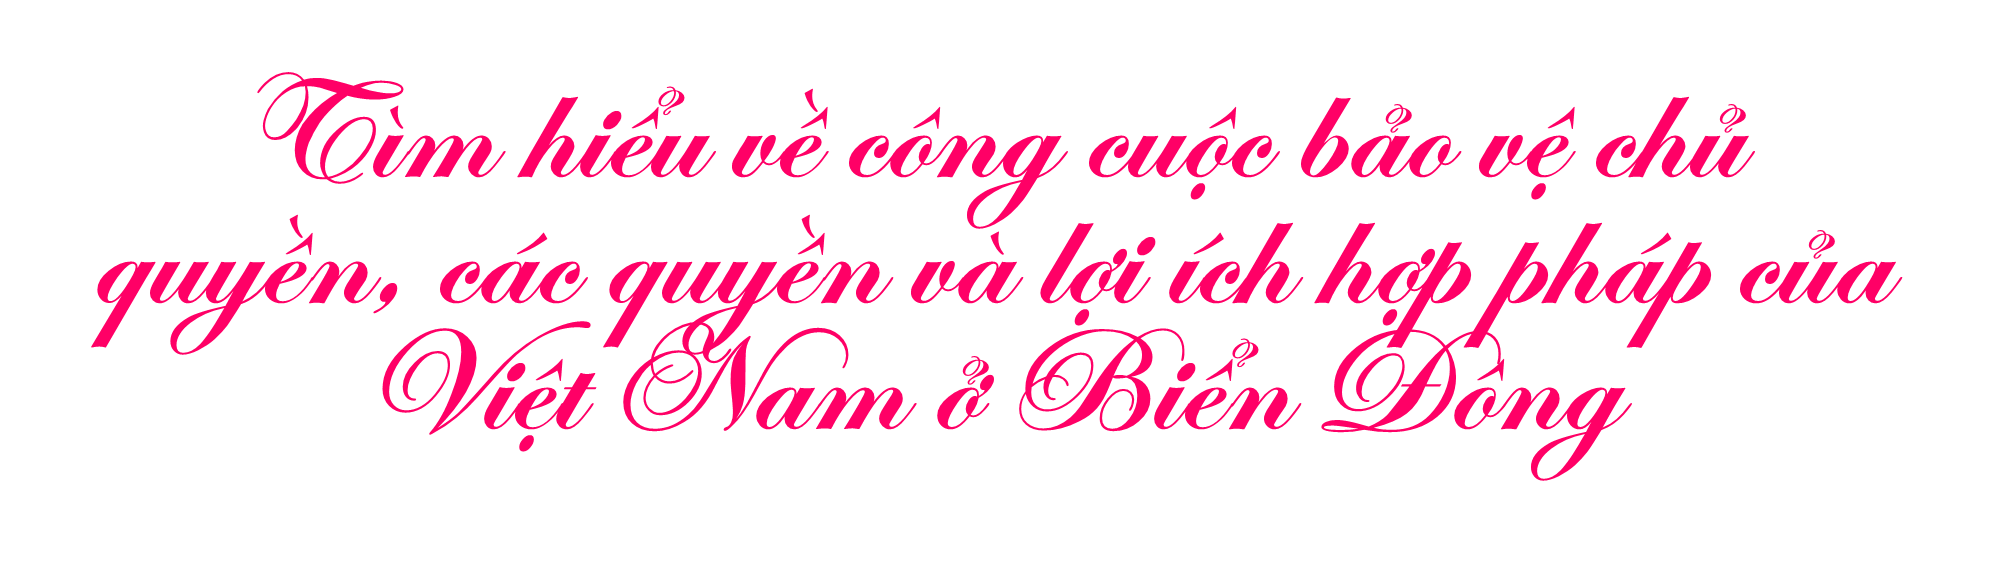 Tìm hiểu về công cuộc bảo vệ chủ
quyền, các quyền và lợi ích hợp pháp của
Việt Nam ở Biển Đông